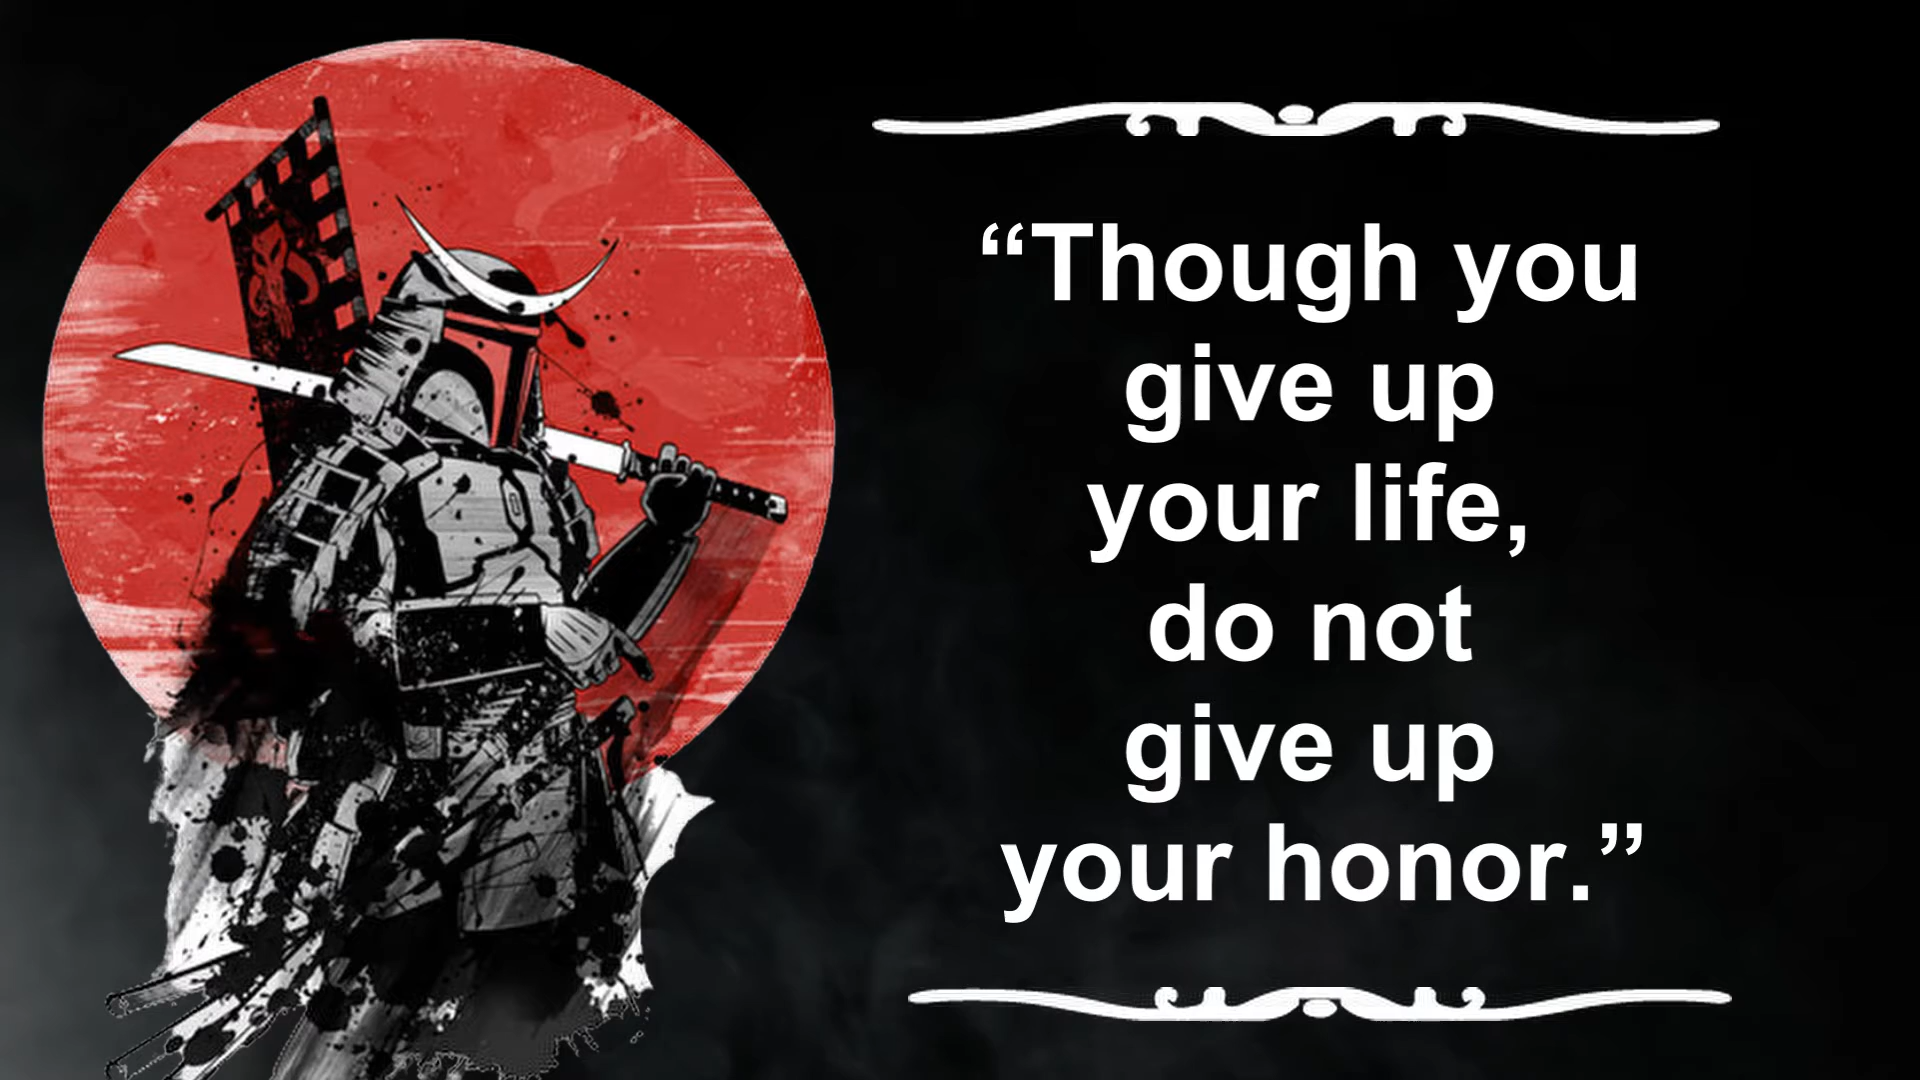 “Though you
give up
your life,
do not
give up
your honor.”